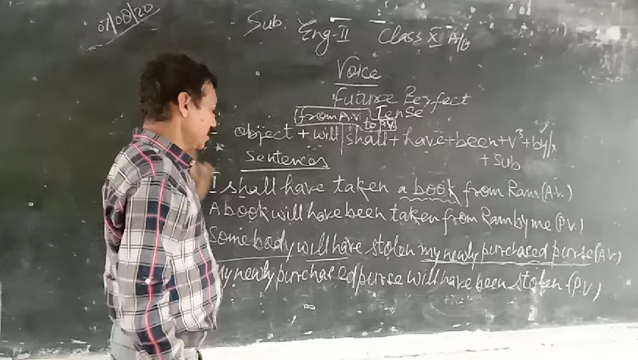 07/08/20
Sub. Eng-II Class X A/B
Voice
Future Perfect
(from A.V. Tense
to P.V.)
object + will/shall + have + been + V³ + by/x
+ Sub
Sentences
I shall have taken a book from Ram (A.V.)
A book will have been taken from Ram by me (P.V.)
Somebody will have stolen my newly purchased purse (A.V.)
My newly purchased purse will have been stolen (P.V.)